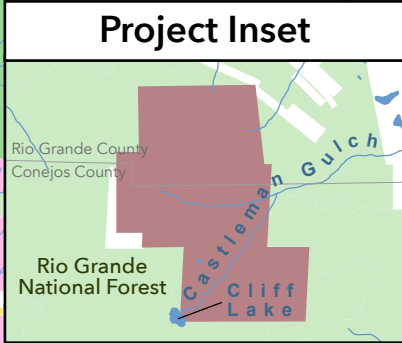 Project Inset
Rio Grande County
Conejos County
Castleman Gulch
Rio Grande
National Forest
Cliff
Lake